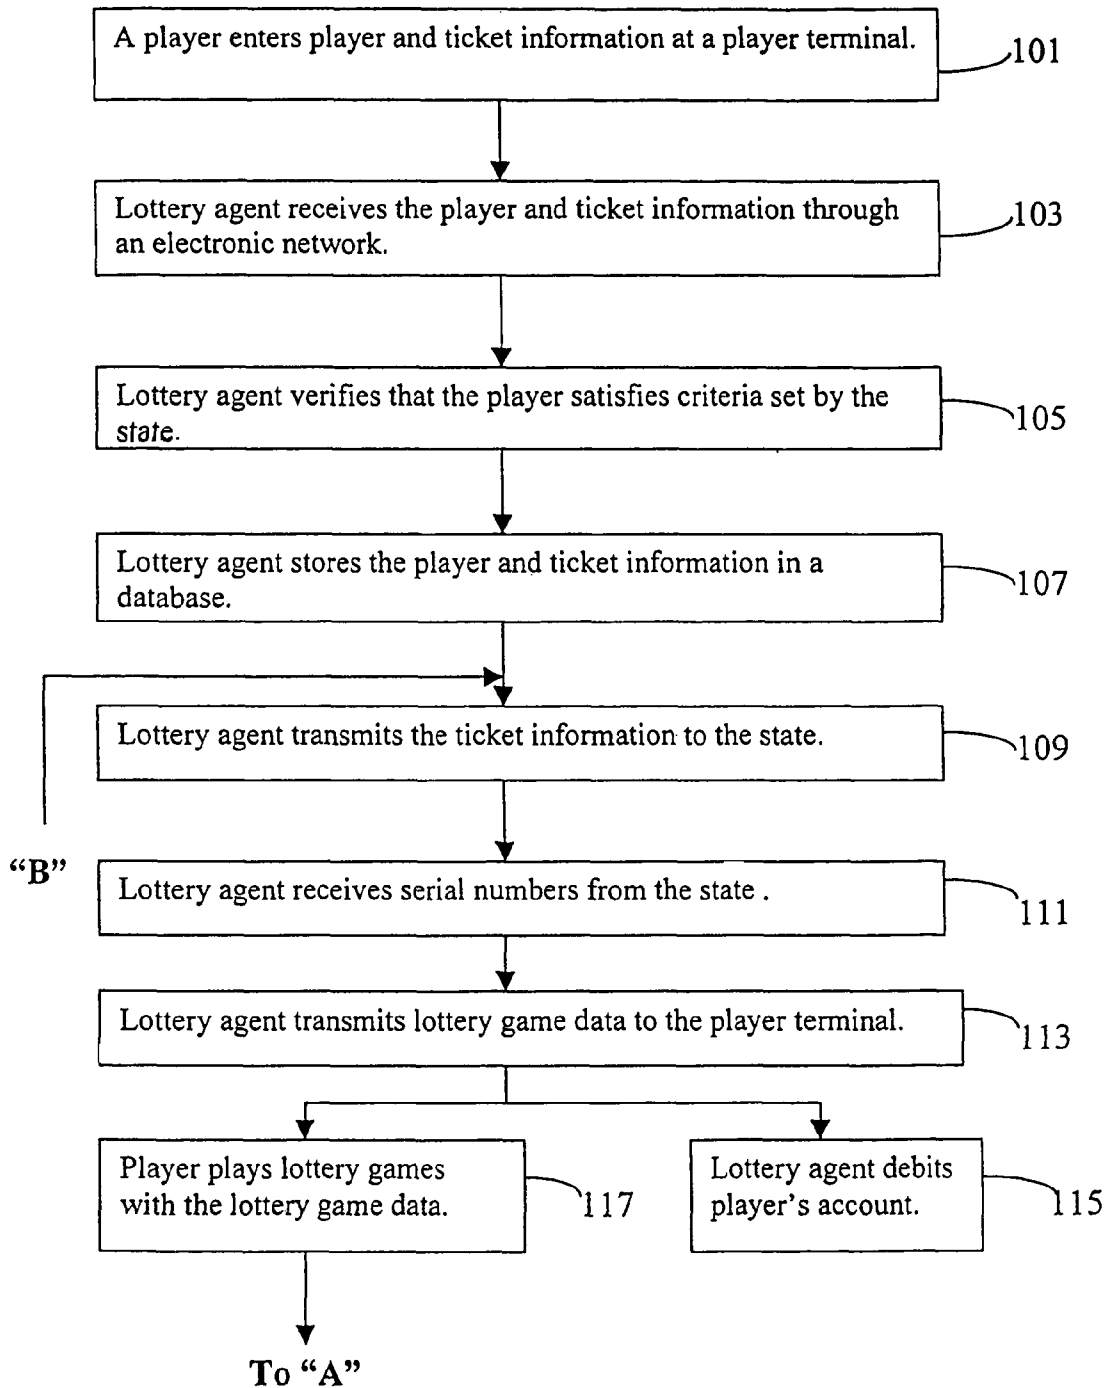 A player enters player and ticket information at a player terminal.
101
Lottery agent receives the player and ticket information through
an electronic network.
103
Lottery agent verifies that the player satisfies criteria set by the
state.
105
Lottery agent stores the player and ticket information in a
database.
107
Lottery agent transmits the ticket information to the state.
109
“B”
Lottery agent receives serial numbers from the state .
111
Lottery agent transmits lottery game data to the player terminal.
113
Player plays lottery games
with the lottery game data.
117
Lottery agent debits
player’s account.
115
To “A”